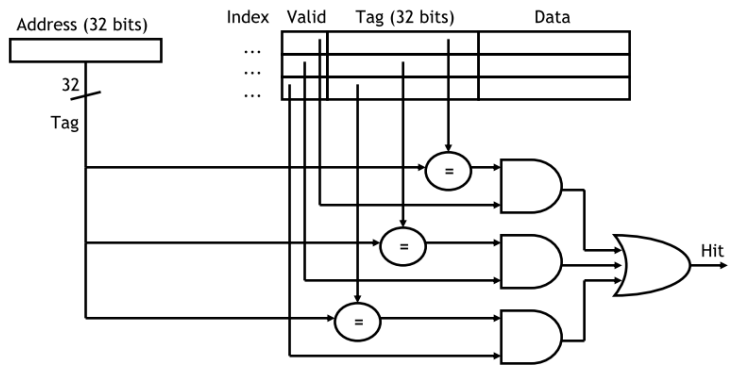 Address (32 bits)
Index Valid Tag (32 bits) Data
...
...
...
32
Tag
=
=
Hit
=